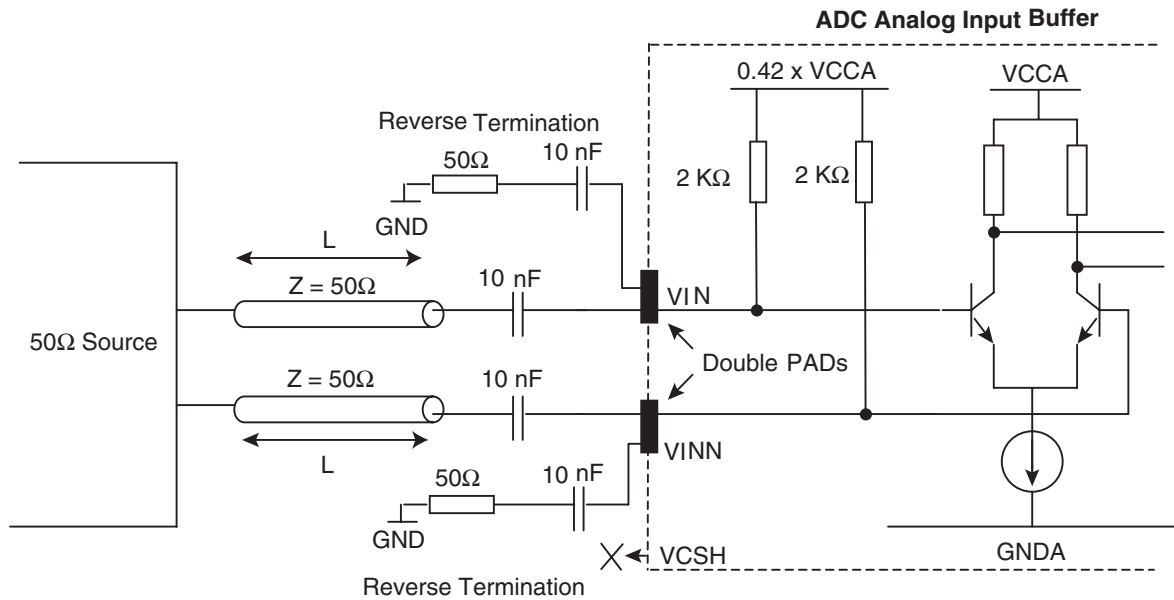 ADC Analog Input Buffer
0.42 x VCCA
VCCA
Reverse Termination
50Ω
10 nF
2 KΩ
2 KΩ
GND
L
10 nF
Z = 50Ω
VIN
50Ω Source
Double PADs
Z = 50Ω
10 nF
L
VINN
50Ω
10 nF
GND
VCSH
GNDA
Reverse Termination